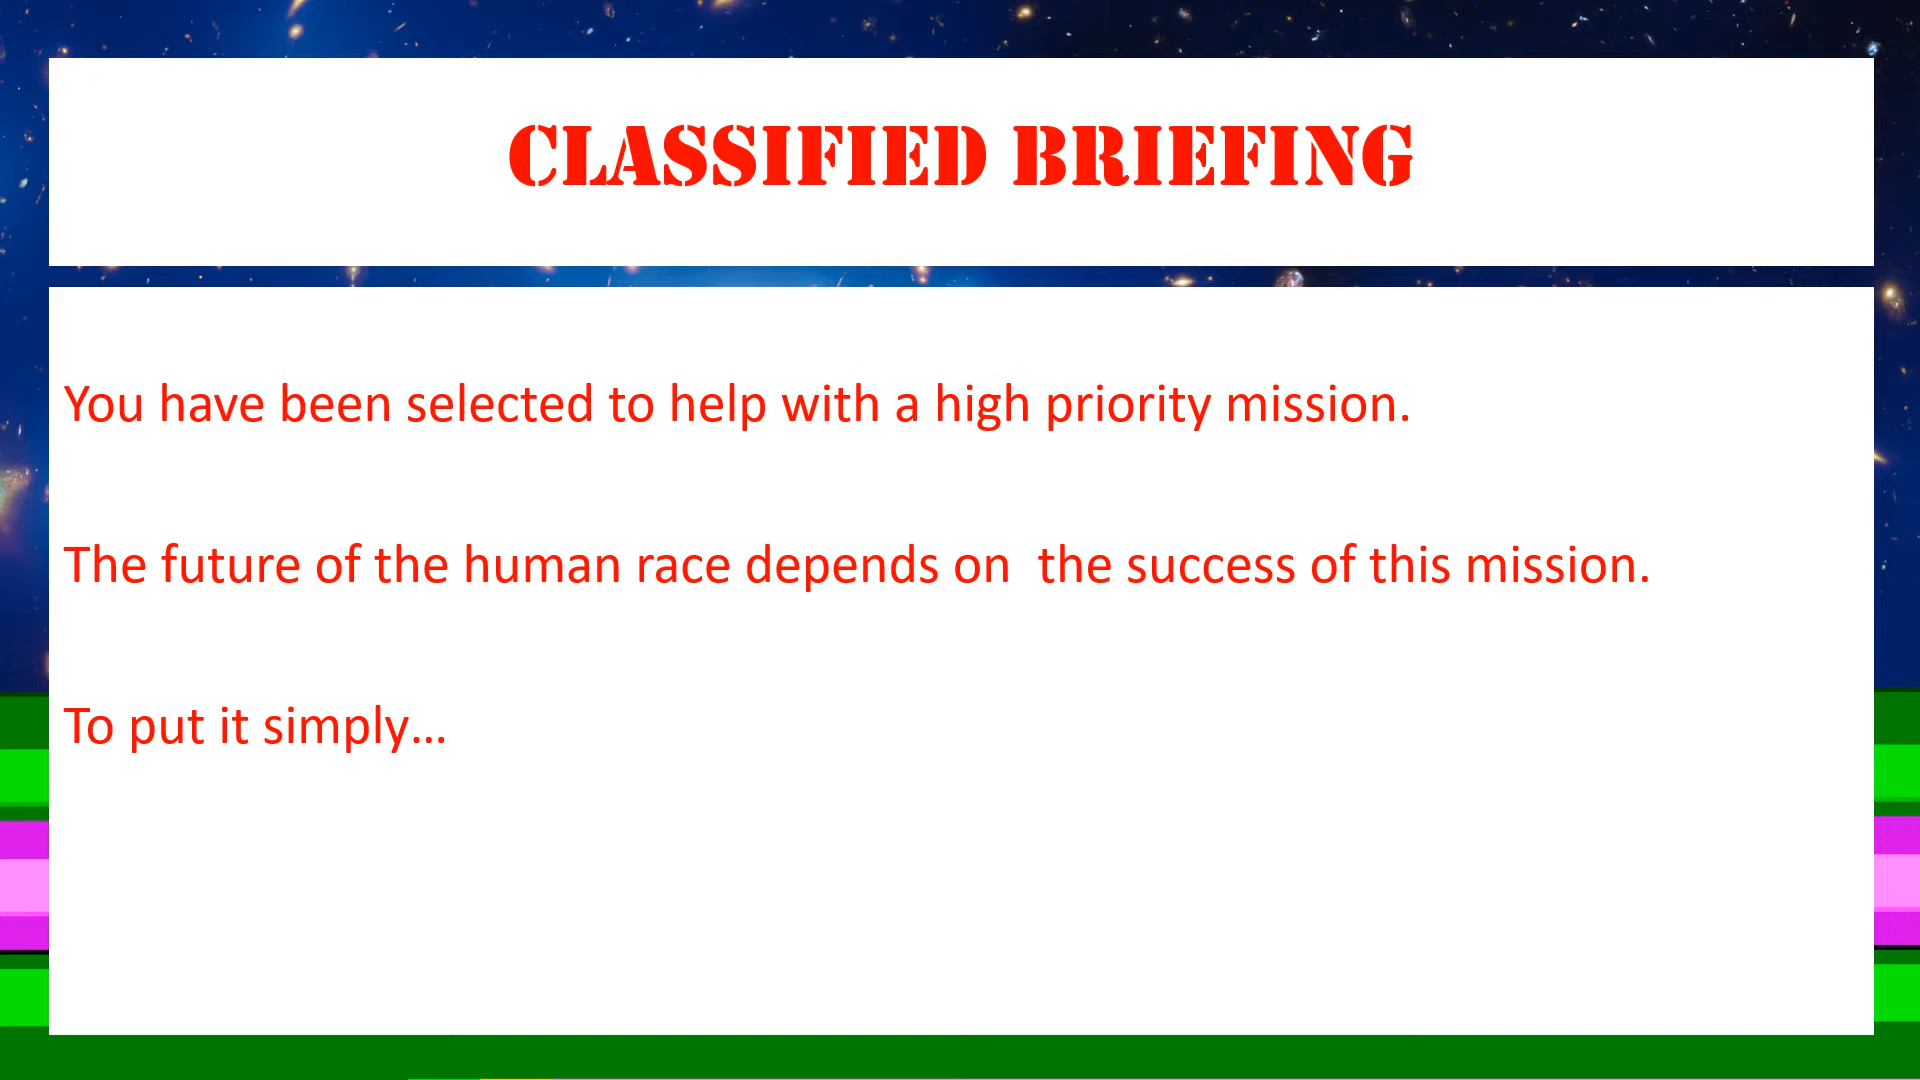 CLASSIFIED BRIEFING
You have been selected to help with a high priority mission.
The future of the human race depends on  the success of this mission.
To put it simply…